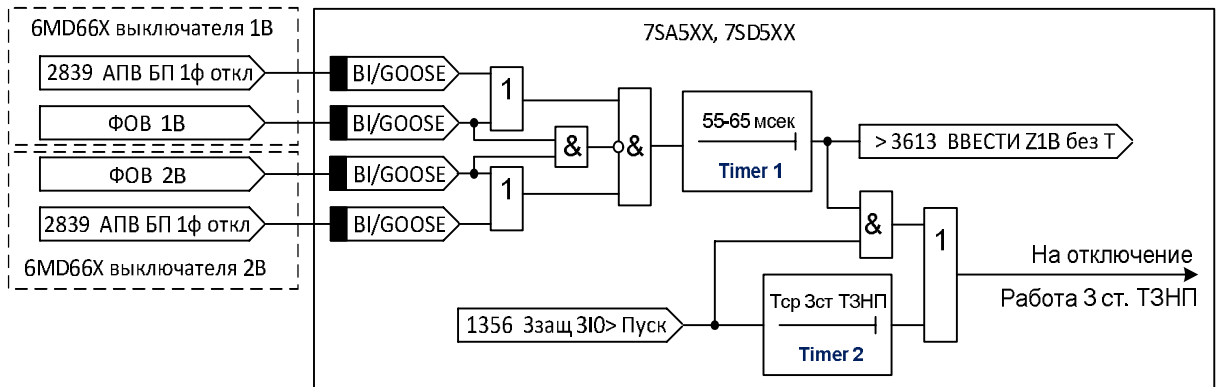 6MD66X выключателя 1В
7SA5XX, 7SD5XX
2839 АПВ БП 1ф откл
BI/GOOSE
1
ФОВ 1В
BI/GOOSE
&
&
55-65 мсек
Timer 1
> 3613 ВВЕСТИ Z1B без Т
ФОВ 2В
BI/GOOSE
1
2839 АПВ БП 1ф откл
BI/GOOSE
6MD66X выключателя 2В
&
1
На отключение
Работа 3 ст. ТЗНП
1356 Ззащ 3I0> Пуск
Тср 3ст ТЗНП
Timer 2